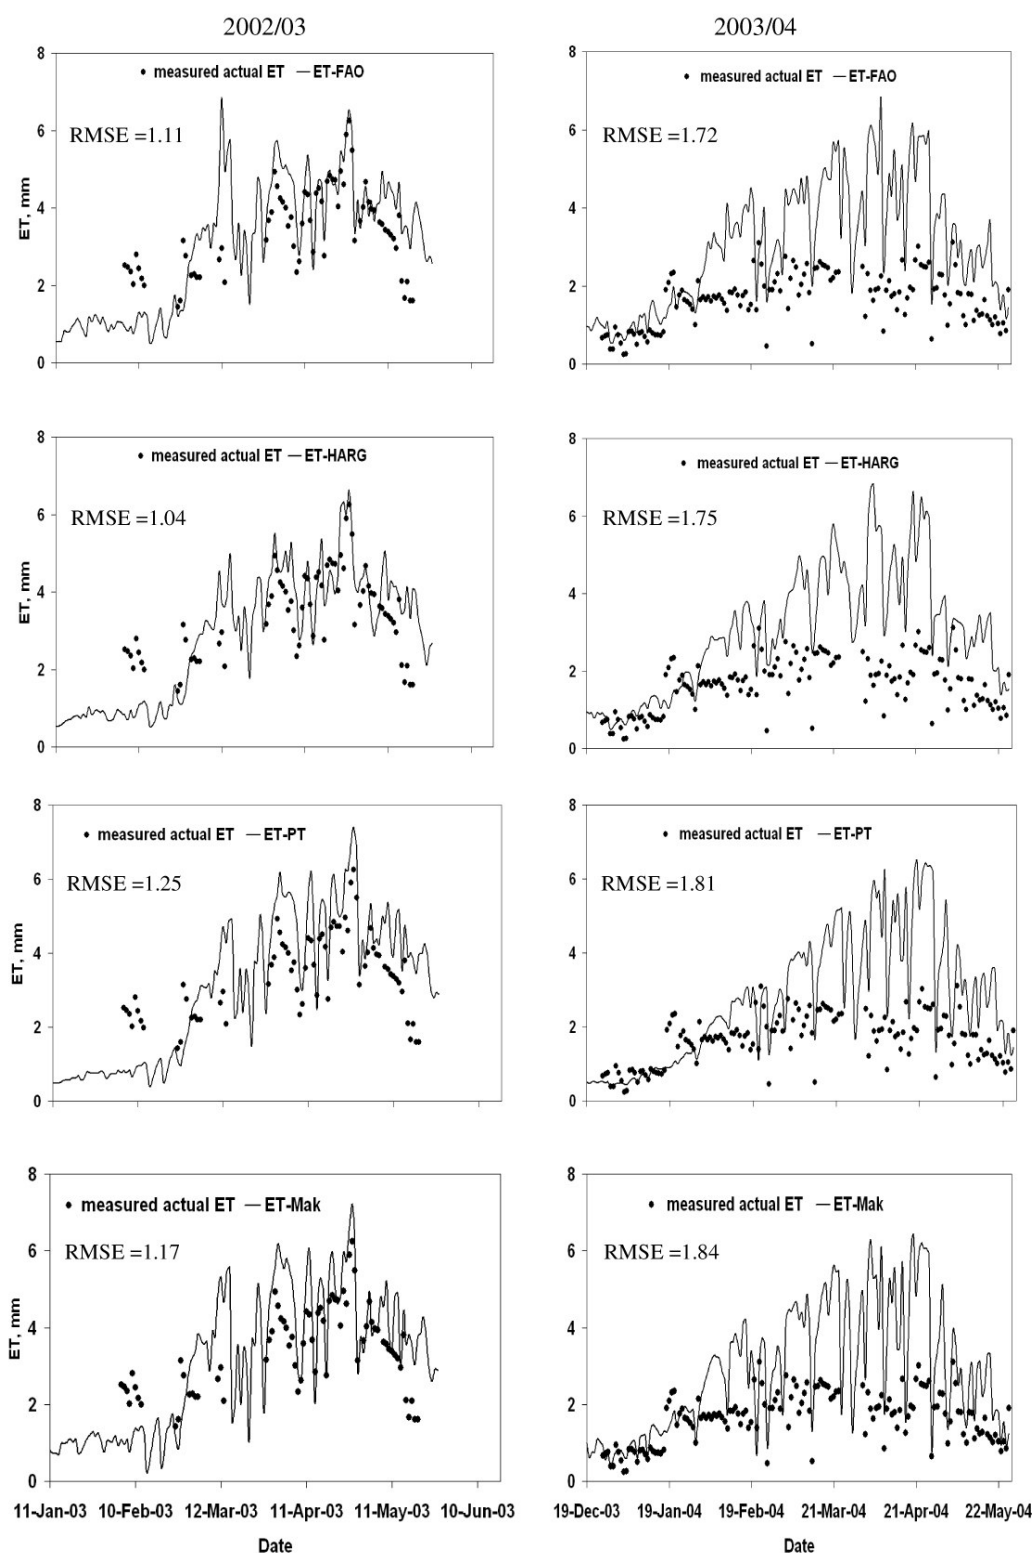 2002/03
2003/04
8
6
4
2
0
ET, mm
● measured actual ET — ET-FAO
RMSE =1.11
8
6
4
2
0
● measured actual ET — ET-FAO
RMSE =1.72
8
6
4
2
0
ET, mm
● measured actual ET — ET-HARG
RMSE =1.04
8
6
4
2
0
● measured actual ET — ET-HARG
RMSE =1.75
8
6
4
2
0
ET, mm
● measured actual ET — ET-PT
RMSE =1.25
8
6
4
2
0
● measured actual ET — ET-PT
RMSE =1.81
8
6
4
2
0
ET, mm
● measured actual ET — ET-Mak
RMSE =1.17
11-Jan-03 10-Feb-03 12-Mar-03 11-Apr-03 11-May-03 10-Jun-03
Date
8
6
4
2
0
● measured actual ET — ET-Mak
RMSE =1.84
19-Dec-03 19-Jan-04 19-Feb-04 21-Mar-04 21-Apr-04 22-May-04
Date